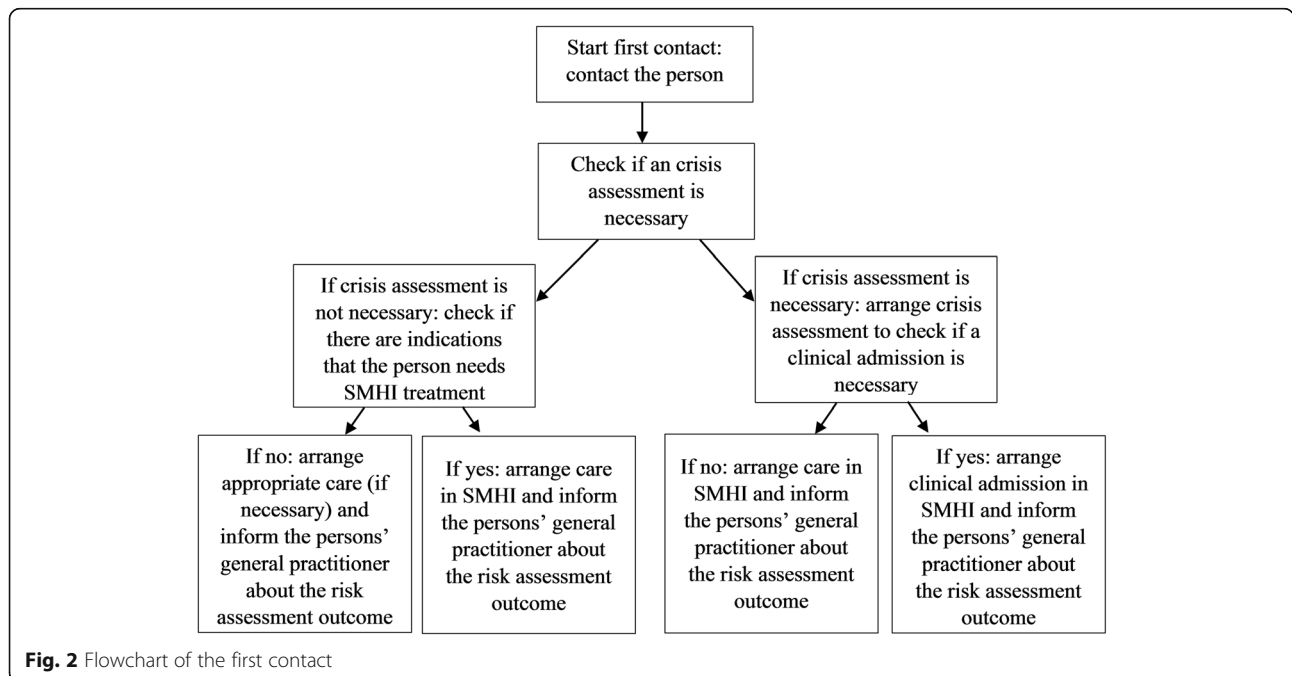 Start first contact:
contact the person
Check if an crisis
assessment is
necessary
If crisis assessment is
not necessary: check if
there are indications
that the person needs
SMHI treatment
If crisis assessment is
necessary: arrange crisis
assessment to check if a
clinical admission is
necessary
If no: arrange
appropriate care (if
necessary) and
inform the persons’
general practitioner
about the risk
assessment outcome
If yes: arrange care
in SMHI and inform
the persons’ general
practitioner about
the risk assessment
outcome
If no: arrange care in
SMHI and inform
the persons’ general
practitioner about
the risk assessment
outcome
If yes: arrange
clinical admission in
SMHI and inform
the persons’ general
practitioner about
the risk assessment
outcome
Fig. 2 Flowchart of the first contact